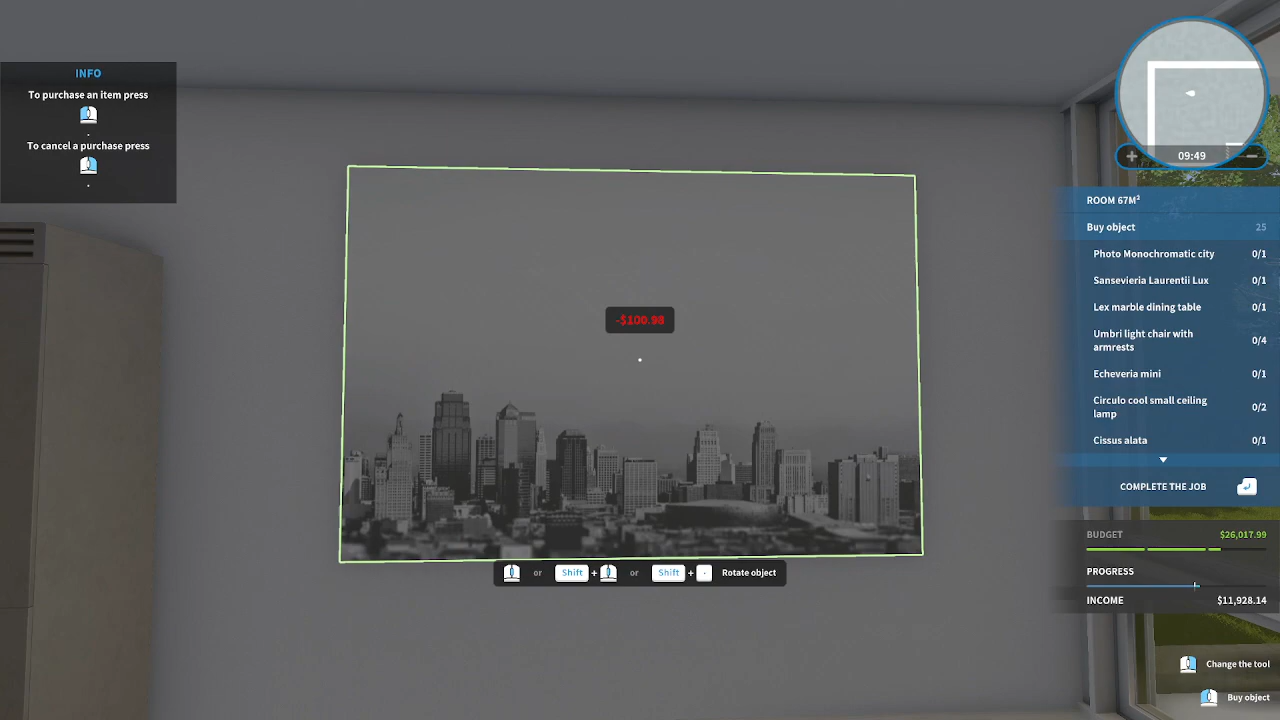 INFO
To purchase an item press
.
To cancel a purchase press
.
09:49
ROOM 67M²
Buy object 25
Photo Monochromatic city 0/1
Sansevieria Laurentii Lux 0/1
Lex marble dining table 0/1
Umbri light chair with
armrests 0/4
Echeveria mini 0/1
Circulo cool small ceiling
lamp 0/2
Cissus alata 0/1
COMPLETE THE JOB
BUDGET $26,017.99
PROGRESS
INCOME $11,928.14
-$100.98
or Shift + or Shift + . Rotate object
Change the tool
Buy object